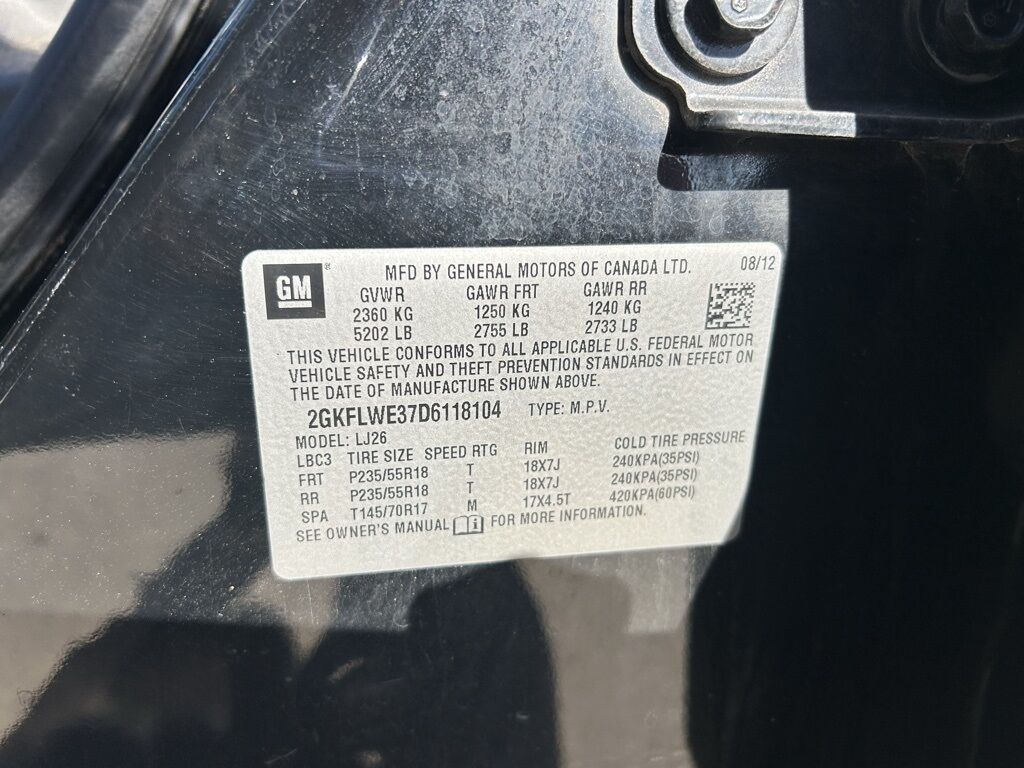 GM ® MFD BY GENERAL MOTORS OF CANADA LTD. 08/12
GVWR GAWR FRT GAWR RR
2360 KG 1250 KG 1240 KG
5202 LB 2755 LB 2733 LB
THIS VEHICLE CONFORMS TO ALL APPLICABLE U.S. FEDERAL MOTOR
VEHICLE SAFETY AND THEFT PREVENTION STANDARDS IN EFFECT ON
THE DATE OF MANUFACTURE SHOWN ABOVE.
2GKFLWE37D6118104 TYPE: M.P.V.
MODEL: LJ26
LBC3 TIRE SIZE SPEED RTG RIM COLD TIRE PRESSURE
FRT P235/55R18 T 18X7J 240KPA(35PSI)
RR P235/55R18 T 18X7J 240KPA(35PSI)
SPA T145/70R17 M 17X4.5T 420KPA(60PSI)
SEE OWNER'S MANUAL i FOR MORE INFORMATION.